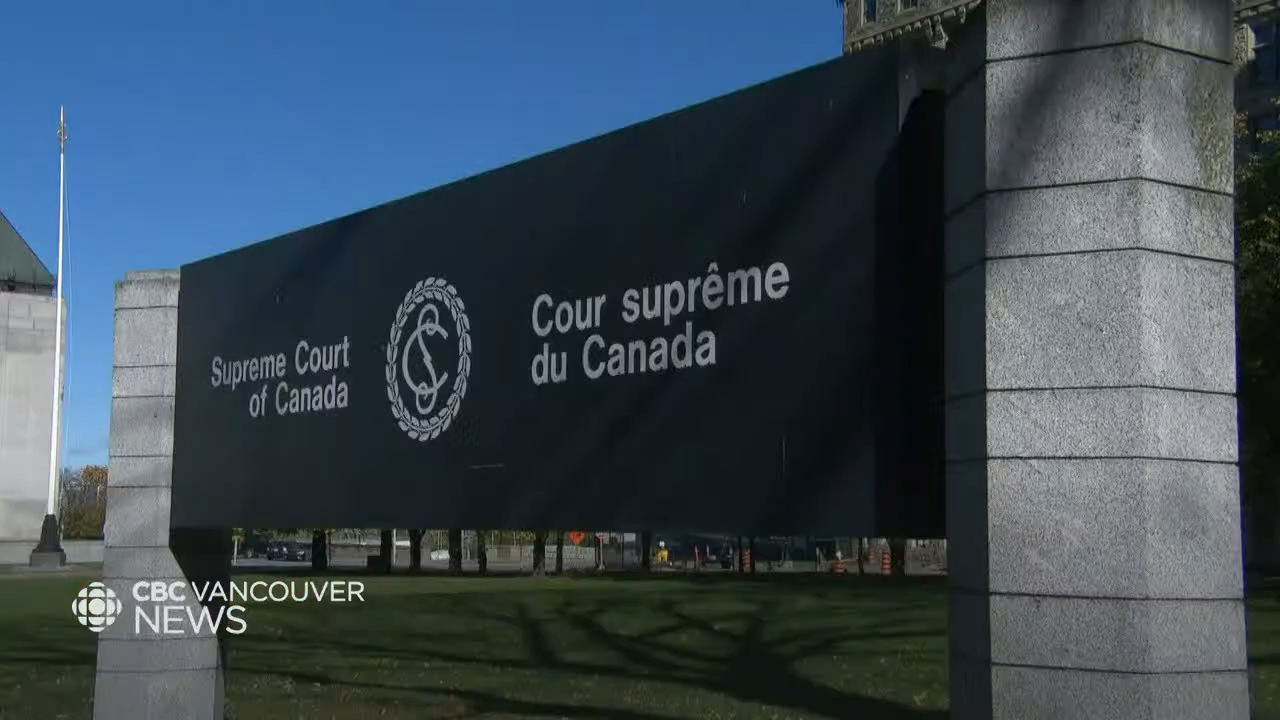 Supreme Court
of Canada
Cour suprême
du Canada
CBC VANCOUVER
NEWS